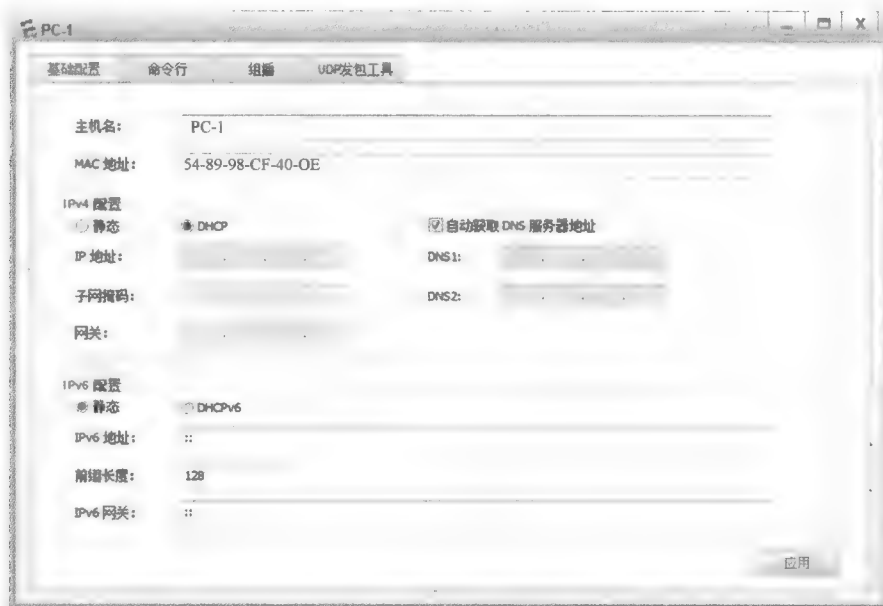 PC-1
基础配置 命令行 组播 UDP发包工具
主机名： PC-1
MAC 地址： 54-89-98-CF-40-OE
IPv4 配置
静态 DHCP 自动获取 DNS 服务器地址
IP 地址： . . . DNS1: . . .
子网掩码： DNS2: . . .
网关： . . .
IPv6 配置
静态 DHCPv6
IPv6 地址： ::
前缀长度： 128
IPv6 网关： ::
应用